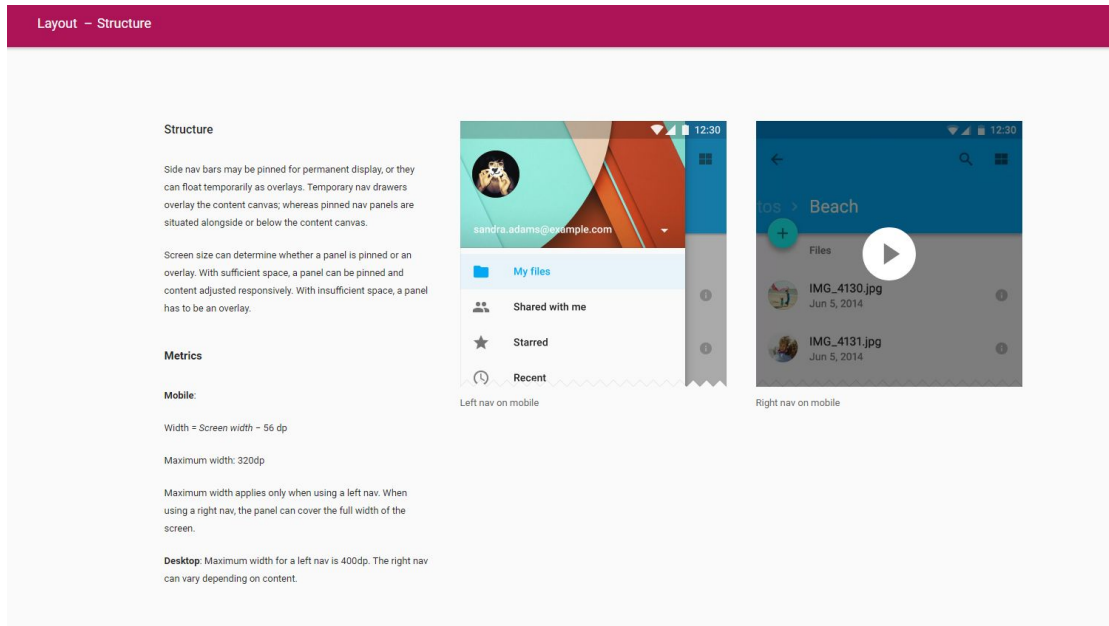 Layout – Structure
Structure
Side nav bars may be pinned for permanent display, or they
can float temporarily as overlays. Temporary nav drawers
overlay the content canvas; whereas pinned nav panels are
situated alongside or below the content canvas.
Screen size can determine whether a panel is pinned or an
overlay. With sufficient space, a panel can be pinned and
content adjusted responsively. With insufficient space, a panel
has to be an overlay.
Metrics
Mobile:
Width = Screen width − 56 dp
Maximum width: 320dp
Maximum width applies only when using a left nav. When
using a right nav, the panel can cover the full width of the
screen.
Desktop: Maximum width for a left nav is 400dp. The right nav
can vary depending on content.
12:30
sandra.adams@example.com
My files
Shared with me
Starred
Recent
Left nav on mobile
12:30
tos > Beach
Files
IMG_4130.jpg
Jun 5, 2014
IMG_4131.jpg
Jun 5, 2014
Right nav on mobile